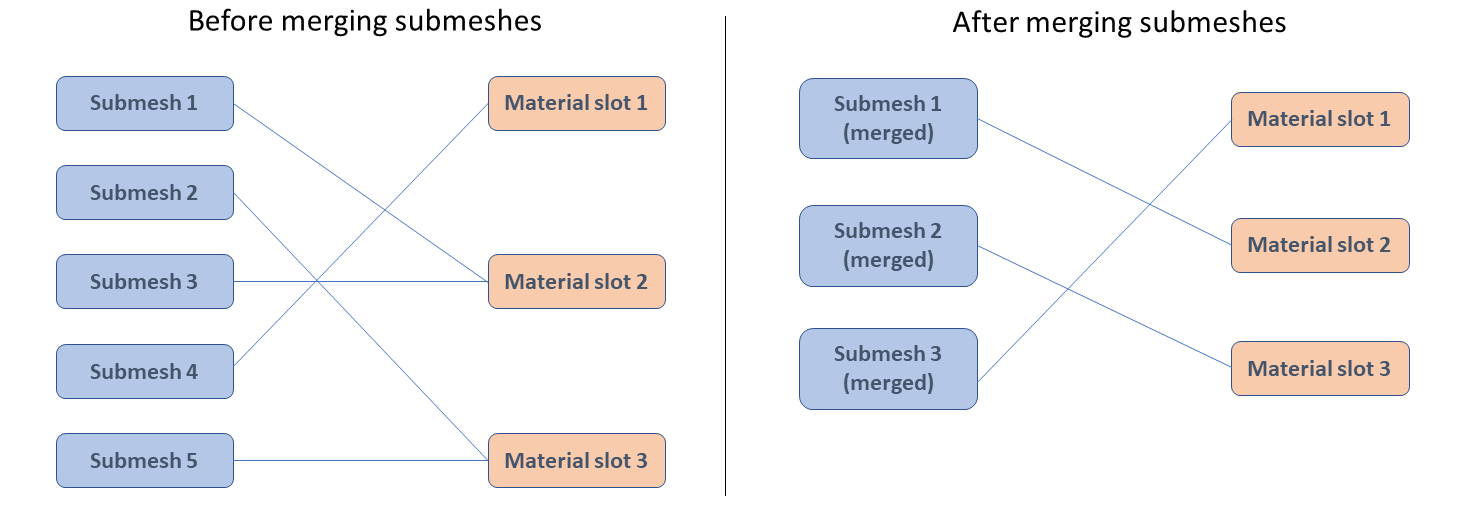 Before merging submeshes
Submesh 1
Material slot 1
Submesh 2
Submesh 3
Material slot 2
Submesh 4
Submesh 5
Material slot 3
After merging submeshes
Submesh 1
(merged)
Material slot 1
Submesh 2
(merged)
Material slot 2
Submesh 3
(merged)
Material slot 3